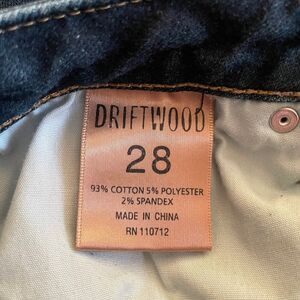 DRIFTWOOD
28
93% COTTON 5% POLYESTER
2% SPANDEX
MADE IN CHINA
RN 110712